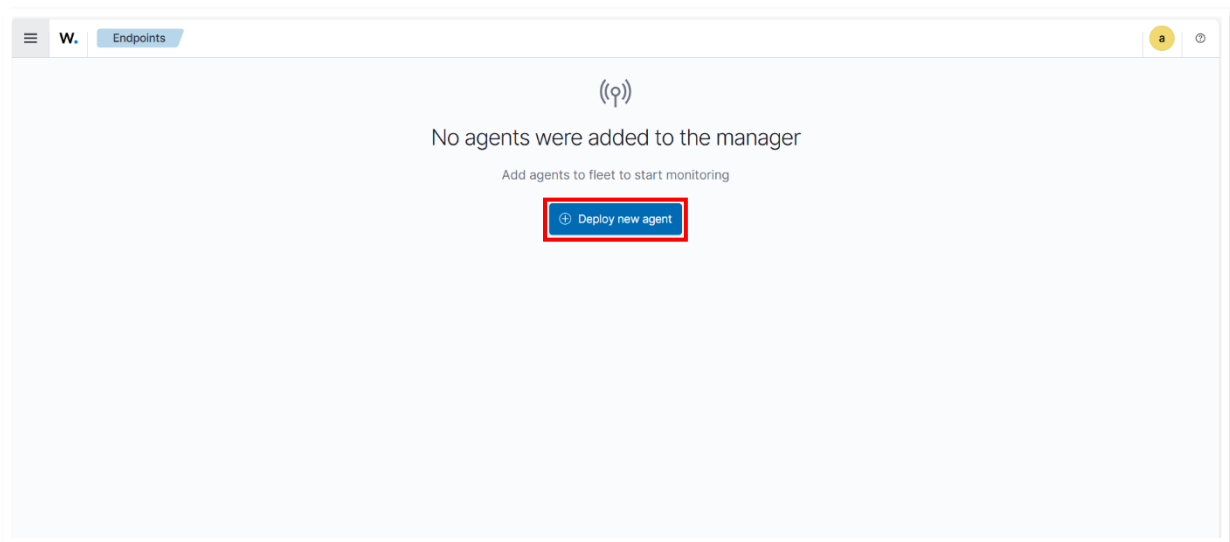 W. Endpoints a
No agents were added to the manager
Add agents to fleet to start monitoring
Deploy new agent